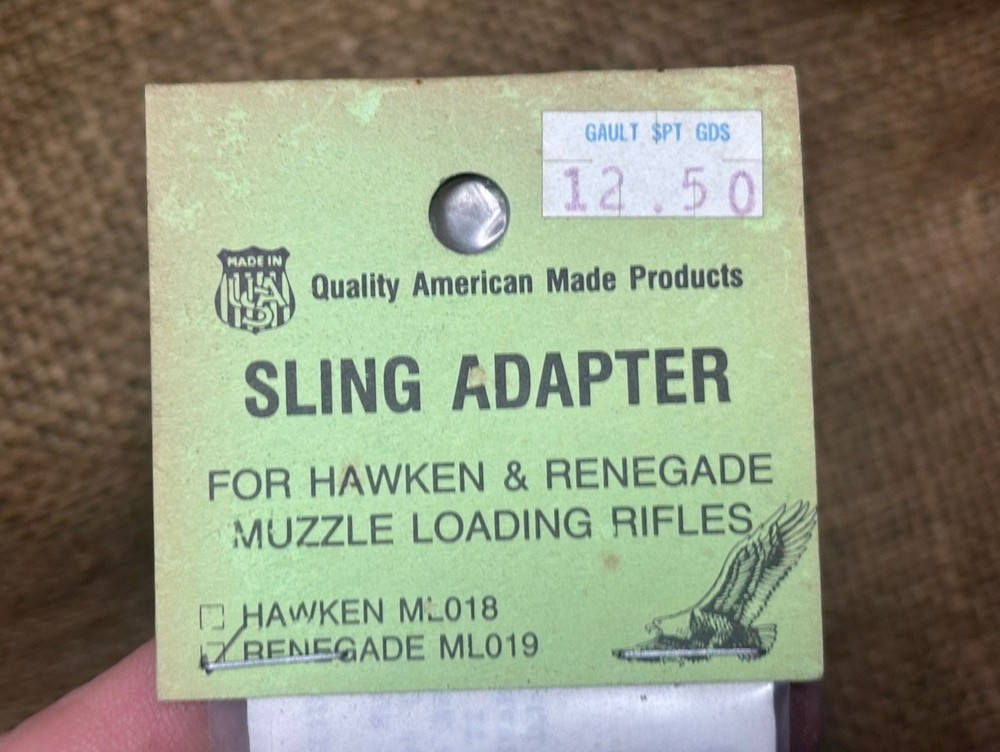 GAULT $PT GDS
12.50
MADE IN
USA
Quality American Made Products
SLING ADAPTER
FOR HAWKEN & RENEGADE
MUZZLE LOADING RIFLES
HAWKEN ML018
RENEGADE ML019